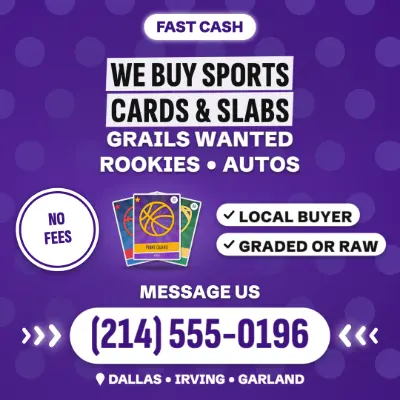 FAST CASH
WE BUY SPORTS
CARDS & SLABS
GRAILS WANTED
ROOKIES • AUTOS
NO
FEES
✓ LOCAL BUYER
✓ GRADED OR RAW
MESSAGE US
(214) 555-0196
DALLAS • IRVING • GARLAND